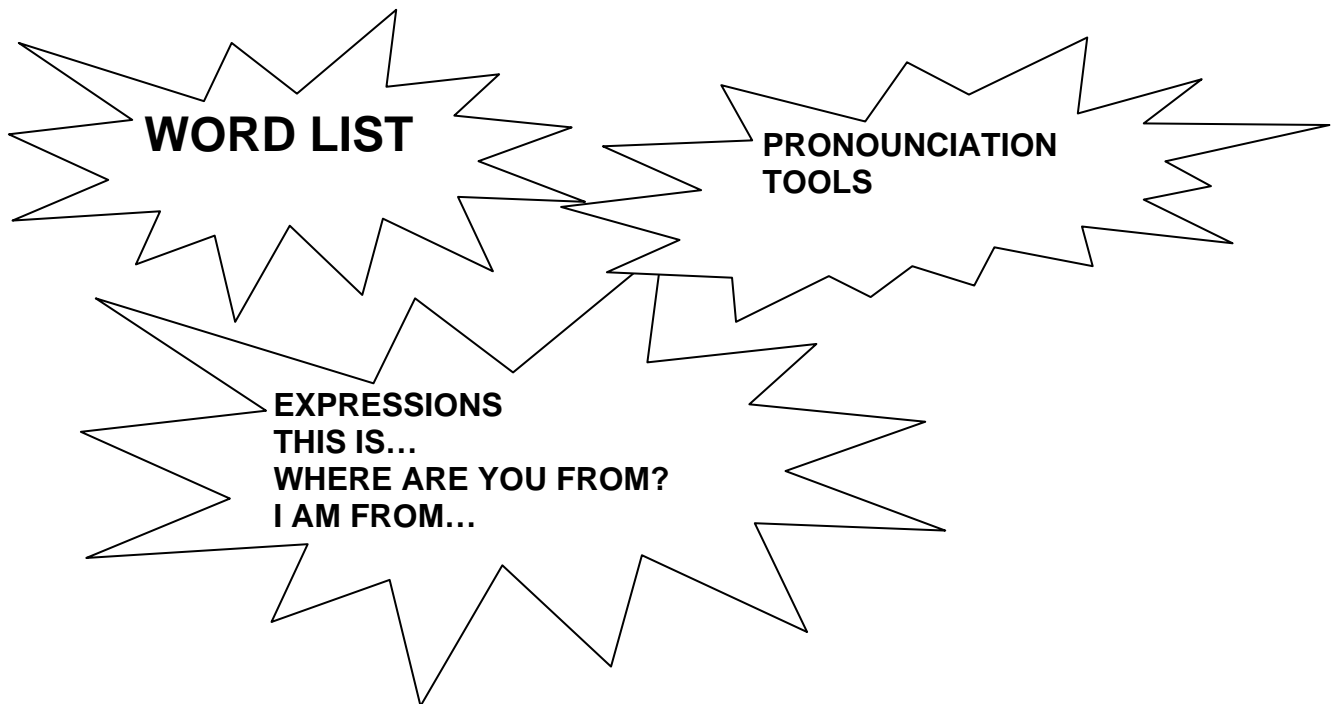 WORD LIST
PRONOUNCIATION
TOOLS
EXPRESSIONS
THIS IS…
WHERE ARE YOU FROM?
I AM FROM…